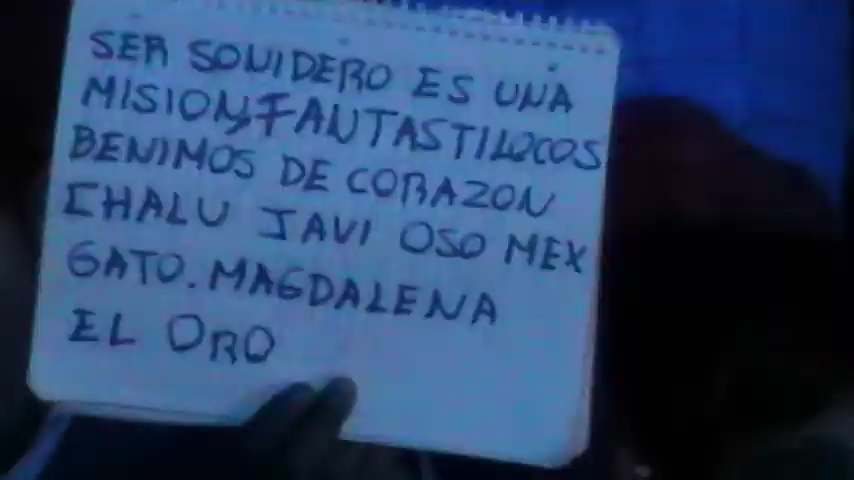 SER SONIDERO ES UNA
MISION, FANTASTILOCOS
BENIMOS DE CORAZON
CHALU JAVI OSO MEX
GATO. MAGDALENA
EL ORO